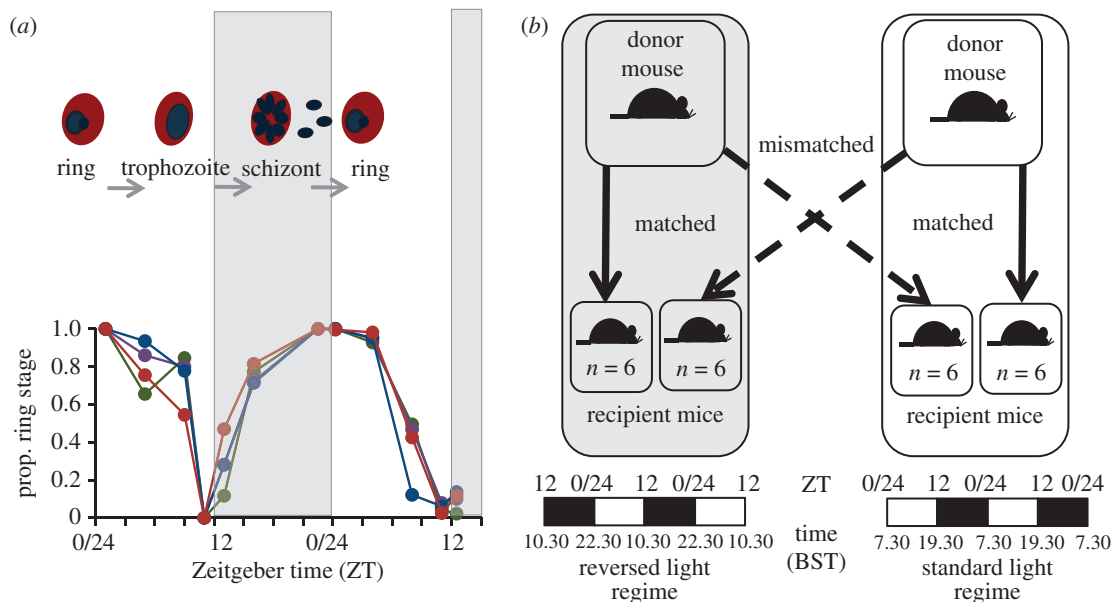 (a)
ring
trophozoite
schizont
ring
prop. ring stage
1.0
0.8
0.6
0.4
0.2
0
0/24
12
0/24
12
Zeitgeber time (ZT)
(b)
donor
mouse
donor
mouse
mismatched
matched
matched
n = 6
n = 6
n = 6
n = 6
recipient mice
recipient mice
12 0/24 12 0/24 12
ZT
0/24 12 0/24 12 0/24
10.30 22.30 10.30 22.30 10.30
time
(BST)
7.30 19.30 7.30 19.30 7.30
reversed light
regime
standard light
regime